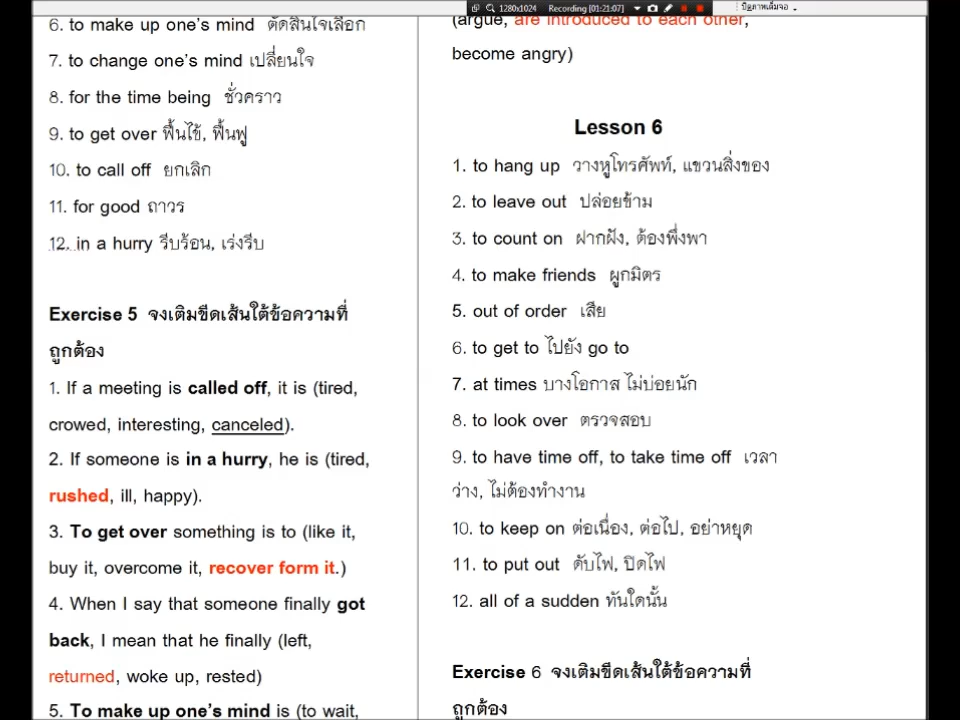 1280x1024 Recording [01:21:07]
6. to make up one’s mind ตัดสินใจเลือก
7. to change one’s mind เปลี่ยนใจ
8. for the time being ชั่วคราว
9. to get over ฟื้นไข้, ฟื้นฟู
10. to call off ยกเลิก
11. for good ถาวร
12. in a hurry รีบร้อน, เร่งรีบ
Exercise 5 จงเติมขีดเส้นใต้ข้อความที่
ถูกต้อง
1. If a meeting is called off, it is (tired,
crowed, interesting, canceled).
2. If someone is in a hurry, he is (tired,
rushed, ill, happy).
3. To get over something is to (like it,
buy it, overcome it, recover form it.)
4. When I say that someone finally got
back, I mean that he finally (left,
returned, woke up, rested)
5. To make up one’s mind is (to wait,
(argue, are introduced to each other,
become angry)
Lesson 6
1. to hang up วางหูโทรศัพท์, แขวนสิ่งของ
2. to leave out ปล่อยข้าม
3. to count on ฝากฝัง, ต้องพึ่งพา
4. to make friends ผูกมิตร
5. out of order เสีย
6. to get to ไปยัง go to
7. at times บางโอกาส ไม่บ่อยนัก
8. to look over ตรวจสอบ
9. to have time off, to take time off เวลา
ว่าง, ไม่ต้องทำงาน
10. to keep on ต่อเนื่อง, ต่อไป, อย่าหยุด
11. to put out ดับไฟ, ปิดไฟ
12. all of a sudden ทันใดนั้น
Exercise 6 จงเติมขีดเส้นใต้ข้อความที่
ถูกต้อง